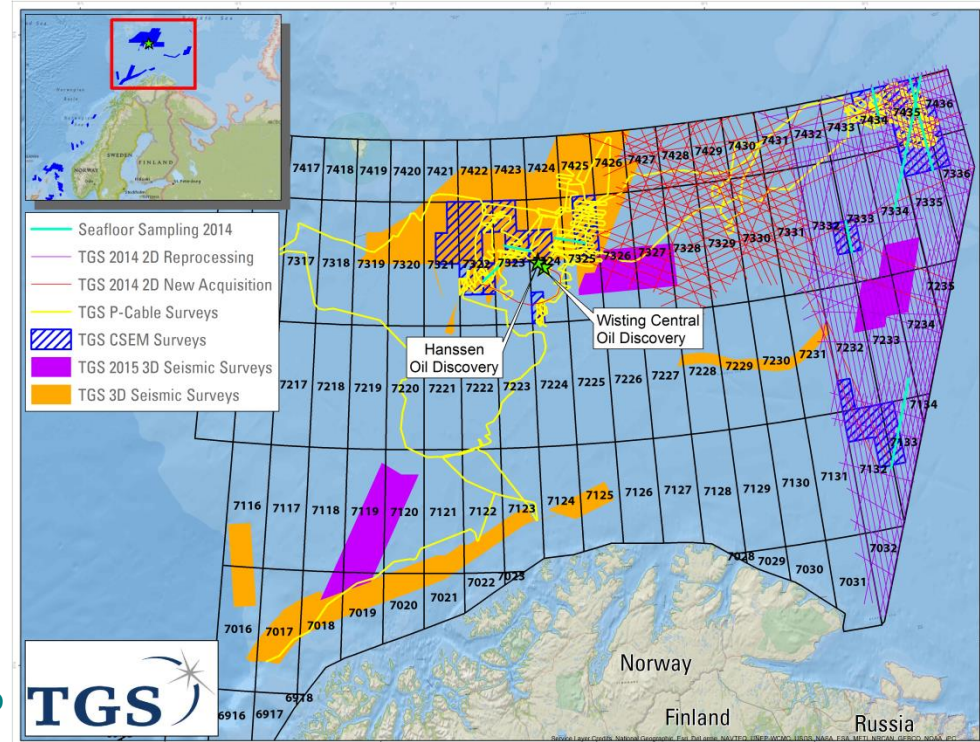 NORWAY
SWEDEN
FINLAND
Seafloor Sampling 2014
TGS 2014 2D Reprocessing
TGS 2014 2D New Acquisition
TGS P-Cable Surveys
TGS CSEM Surveys
TGS 2015 3D Seismic Surveys
TGS 3D Seismic Surveys
7417 7418 7419 7420 7421 7422 7423 7424 7425 7426 7427 7428 7429 7430 7431 7432 7433 7434 7435 7436
7317 7318 7319 7320 7321 7322 7323 7324 7325 7326 7327 7328 7329 7330 7331 7332 7333 7334 7335 7336
Hanssen
Oil Discovery
Wisting Central
Oil Discovery
7217 7218 7219 7220 7221 7222 7223 7224 7225 7226 7227 7228 7229 7230 7231 7232 7233 7234 7235
7116 7117 7118 7119 7120 7121 7122 7123 7124 7125 7126 7127 7128 7129 7130 7131 7132 7133 7134
7016 7017 7018 7019 7020 7021 7022 7023 7028 7029 7030 7031 7032
6916 6917 6918
Norway
Finland
Russia
TGS